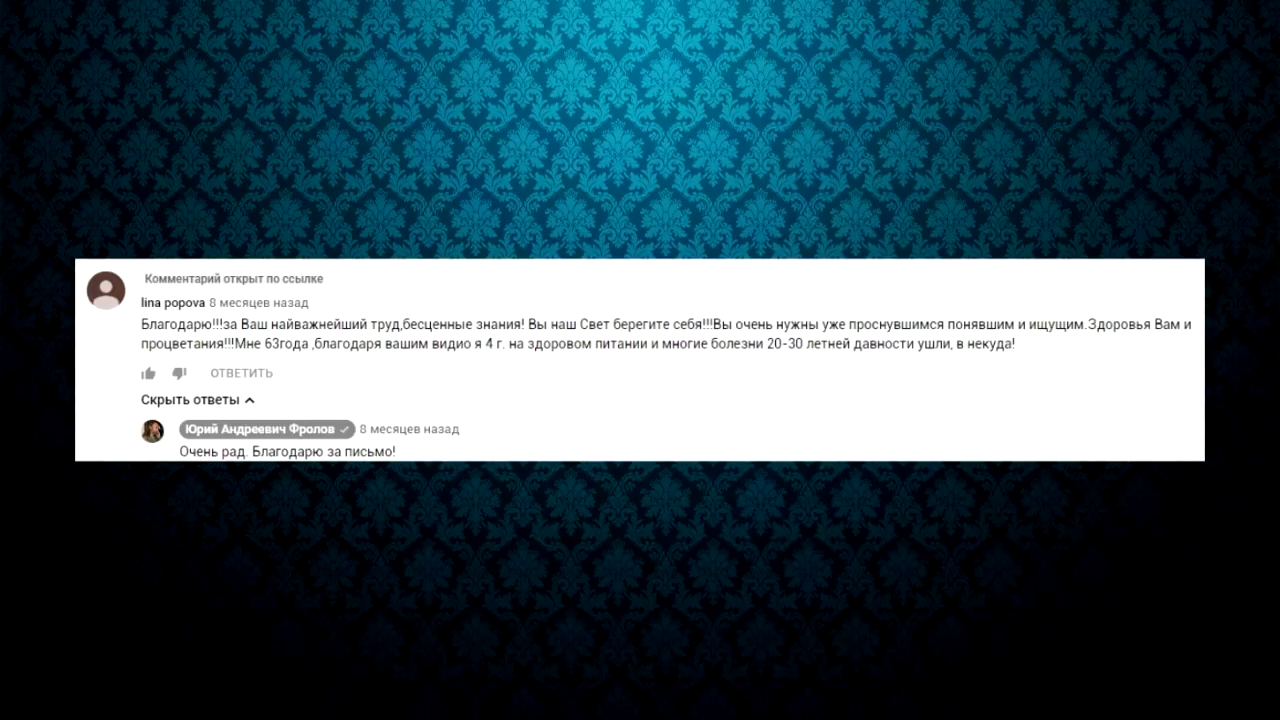 Комментарий открыт по ссылке
lina popova 8 месяцев назад
Благодарю!!!за Ваш найважнейший труд,бесценные знания! Вы наш Свет берегите себя!!!Вы очень нужны уже проснувшимся понявшим и ищущим.Здоровья Вам и
процветания!!!Мне 63года ,благодаря вашим видио я 4 г. на здоровом питании и многие болезни 20-30 летней давности ушли, в некуда!
ОТВЕТИТЬ
Скрыть ответы
Юрий Андреевич Фролов 8 месяцев назад
Очень рад. Благодарю за письмо!